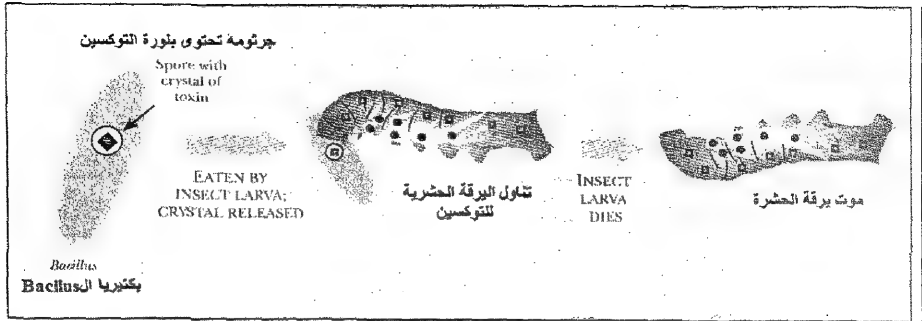 جرثومة تحتوى بلورة التوكسين
Spore with
crystal of
toxin
EATEN BY
INSECT LARVA;
CRYSTAL RELEASED
تناول اليرقة الحشرية
للتوكسين
INSECT
LARVA
DIES
موت يرقة الحشرة
Bacillus
بكتيريا الـBacilus